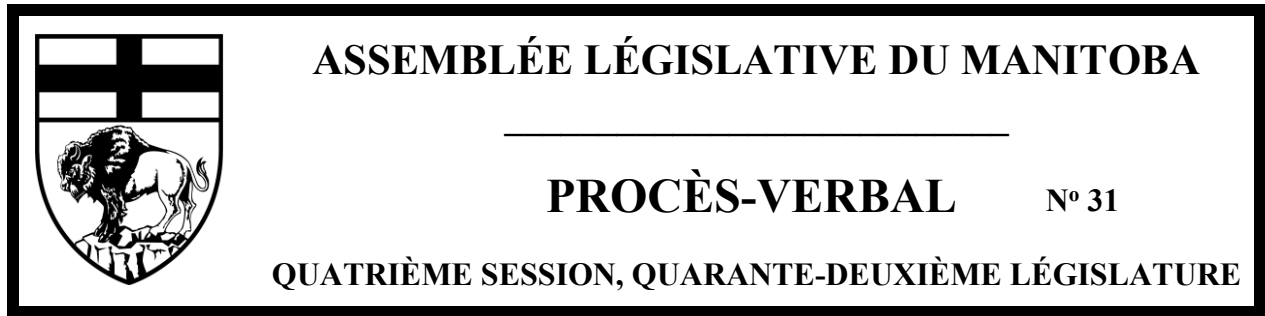 ASSEMBLÉE LÉGISLATIVE DU MANITOBA
PROCÈS-VERBAL Nº 31
QUATRIÈME SESSION, QUARANTE-DEUXIÈME LÉGISLATURE